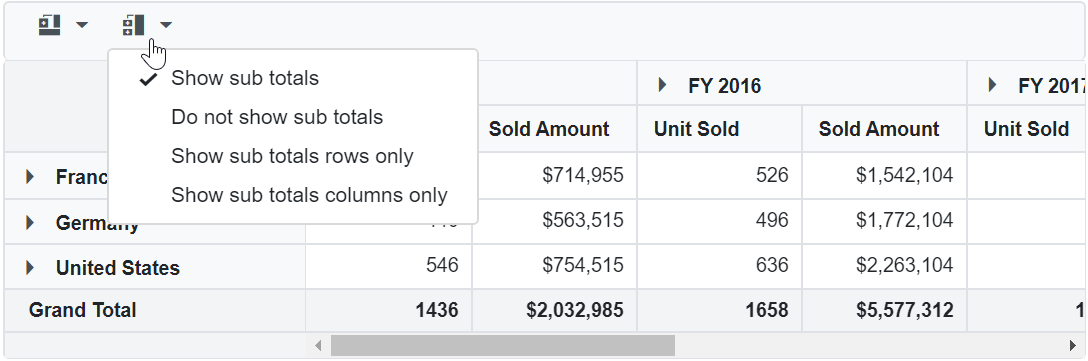 Show sub totals
Do not show sub totals
Show sub totals rows only
Show sub totals columns only
FY 2016 FY 2017
Sold Amount Unit Sold Sold Amount Unit Sold
$714,955 526 $1,542,104
Germany $563,515 496 $1,772,104
United States 546 $754,515 636 $2,263,104
Grand Total 1436 $2,032,985 1658 $5,577,312 1